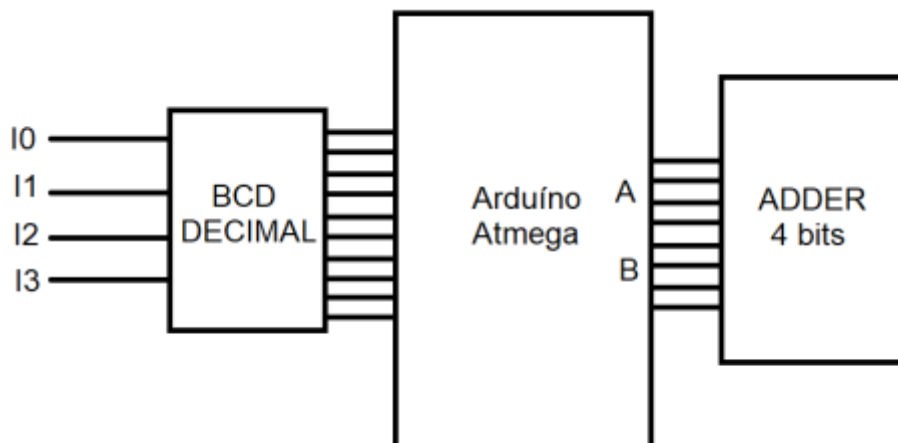 I0
I1
I2
I3
BCD
DECIMAL
Arduíno
Atmega
A
B
ADDER
4 bits